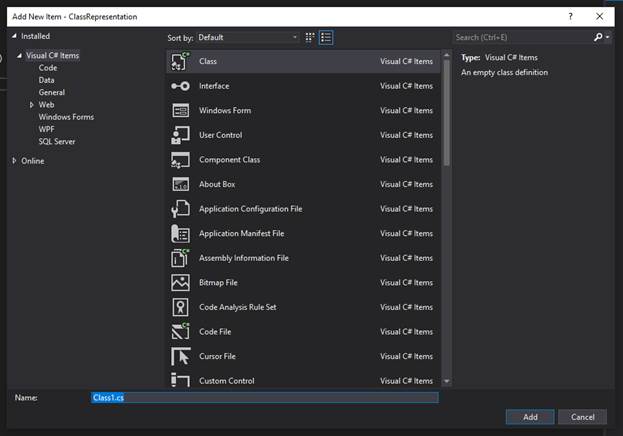 Add New Item - ClassRepresentation
?
Installed
Sort by: Default
Search (Ctrl+E)
Visual C# Items
Code
Data
General
Web
Windows Forms
WPF
SQL Server
Online
Class Visual C# Items
Interface Visual C# Items
Windows Form Visual C# Items
User Control Visual C# Items
Component Class Visual C# Items
About Box Visual C# Items
Application Configuration File Visual C# Items
Application Manifest File Visual C# Items
Assembly Information File Visual C# Items
Bitmap File Visual C# Items
Code Analysis Rule Set Visual C# Items
Code File Visual C# Items
Cursor File Visual C# Items
Custom Control Visual C# Items
Type: Visual C# Items
An empty class definition
Name: Class1.cs
Add Cancel